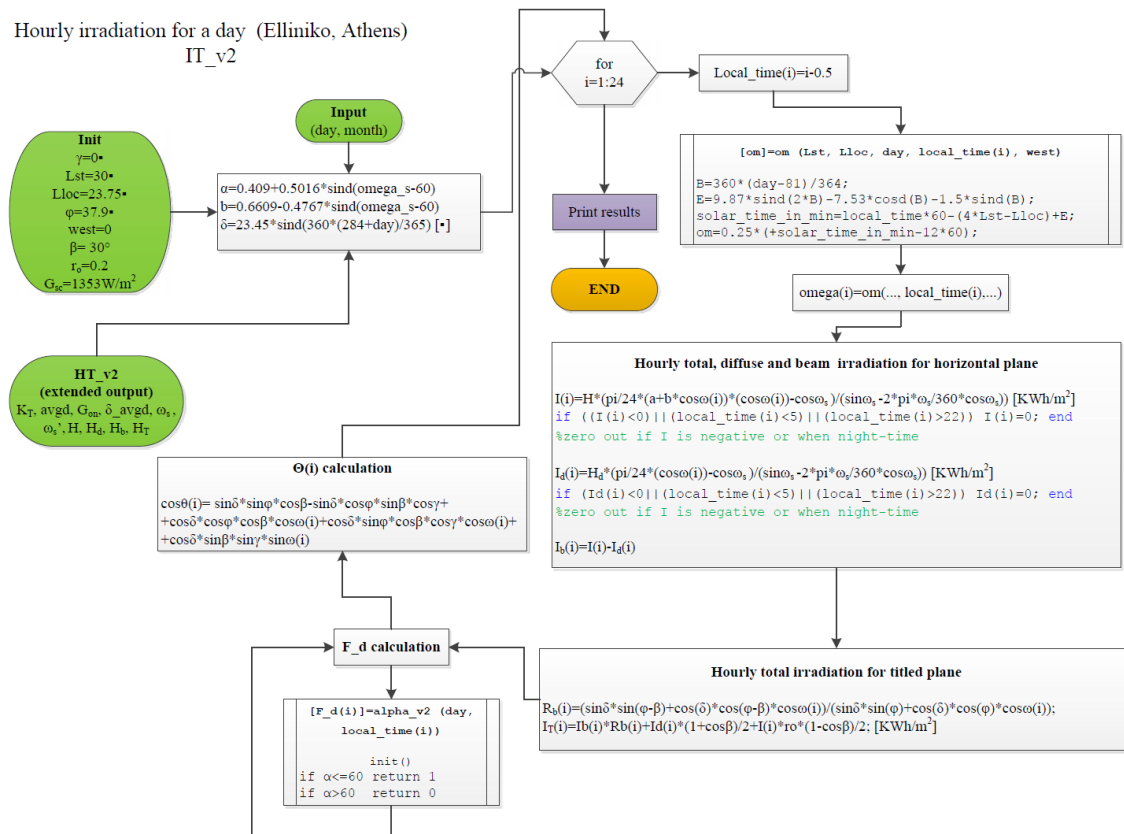 Hourly irradiation for a day (Elliniko, Athens)
IT_v2
Init
γ=0▪
Lst=30▪
Lloc=23.75▪
φ=37.9▪
west=0
β= 30°
r₀=0.2
Gsc=1353W/m²
Input
(day, month)
α=0.409+0.5016*sind(omega_s-60)
b=0.6609-0.4767*sind(omega_s-60)
δ=23.45*sind(360*(284+day)/365) [▪]
HT_v2
(extended output)
K_T, avgd, G_on, δ_avgd, ω_s,
ω_s’, H, H_d, H_b, H_T
for
i=1:24
Print results
END
Local_time(i)=i-0.5
[om]=om (Lst, Lloc, day, local_time(i), west)
B=360*(day-81)/364;
E=9.87*sind(2*B)-7.53*cosd(B)-1.5*sind(B);
solar_time_in_min=local_time*60-(4*Lst-Lloc)+E;
om=0.25*(+solar_time_in_min-12*60);
omega(i)=om(..., local_time(i),...)
Hourly total, diffuse and beam irradiation for horizontal plane
I(i)=H*(pi/24*(a+b*cosω(i))*(cosω(i))-cosω_s)/(sinω_s-2*pi*ω_s/360*cosω_s)) [KWh/m²]
if ((I(i)<0)||(local_time(i)<5)||(local_time(i)>22)) I(i)=0; end
%zero out if I is negative or when night-time
I_d(i)=H_d*(pi/24*(cosω(i))-cosω_s)/(sinω_s-2*pi*ω_s/360*cosω_s)) [KWh/m²]
if (Id(i)<0||(local_time(i)<5)||(local_time(i)>22)) Id(i)=0; end
%zero out if I is negative or when night-time
I_b(i)=I(i)-I_d(i)
Θ(i) calculation
cosθ(i)= sinδ*sinφ*cosβ-sinδ*cosφ*sinβ*cosγ+
+cosδ*cosφ*cosβ*cosω(i)+cosδ*sinφ*cosβ*cosγ*cosω(i)+
+cosδ*sinβ*sinγ*sinω(i)
F_d calculation
[F_d(i)]=alpha_v2 (day,
local_time(i))
init()
if α<=60 return 1
if α>60 return 0
Hourly total irradiation for titled plane
R_b(i)=(sinδ*sin(φ-β)+cos(δ)*cos(φ-β)*cosω(i))/(sinδ*sin(φ)+cos(δ)*cos(φ)*cosω(i));
I_T(i)=Ib(i)*Rb(i)+Id(i)*(1+cosβ)/2+I(i)*ro*(1-cosβ)/2; [KWh/m²]